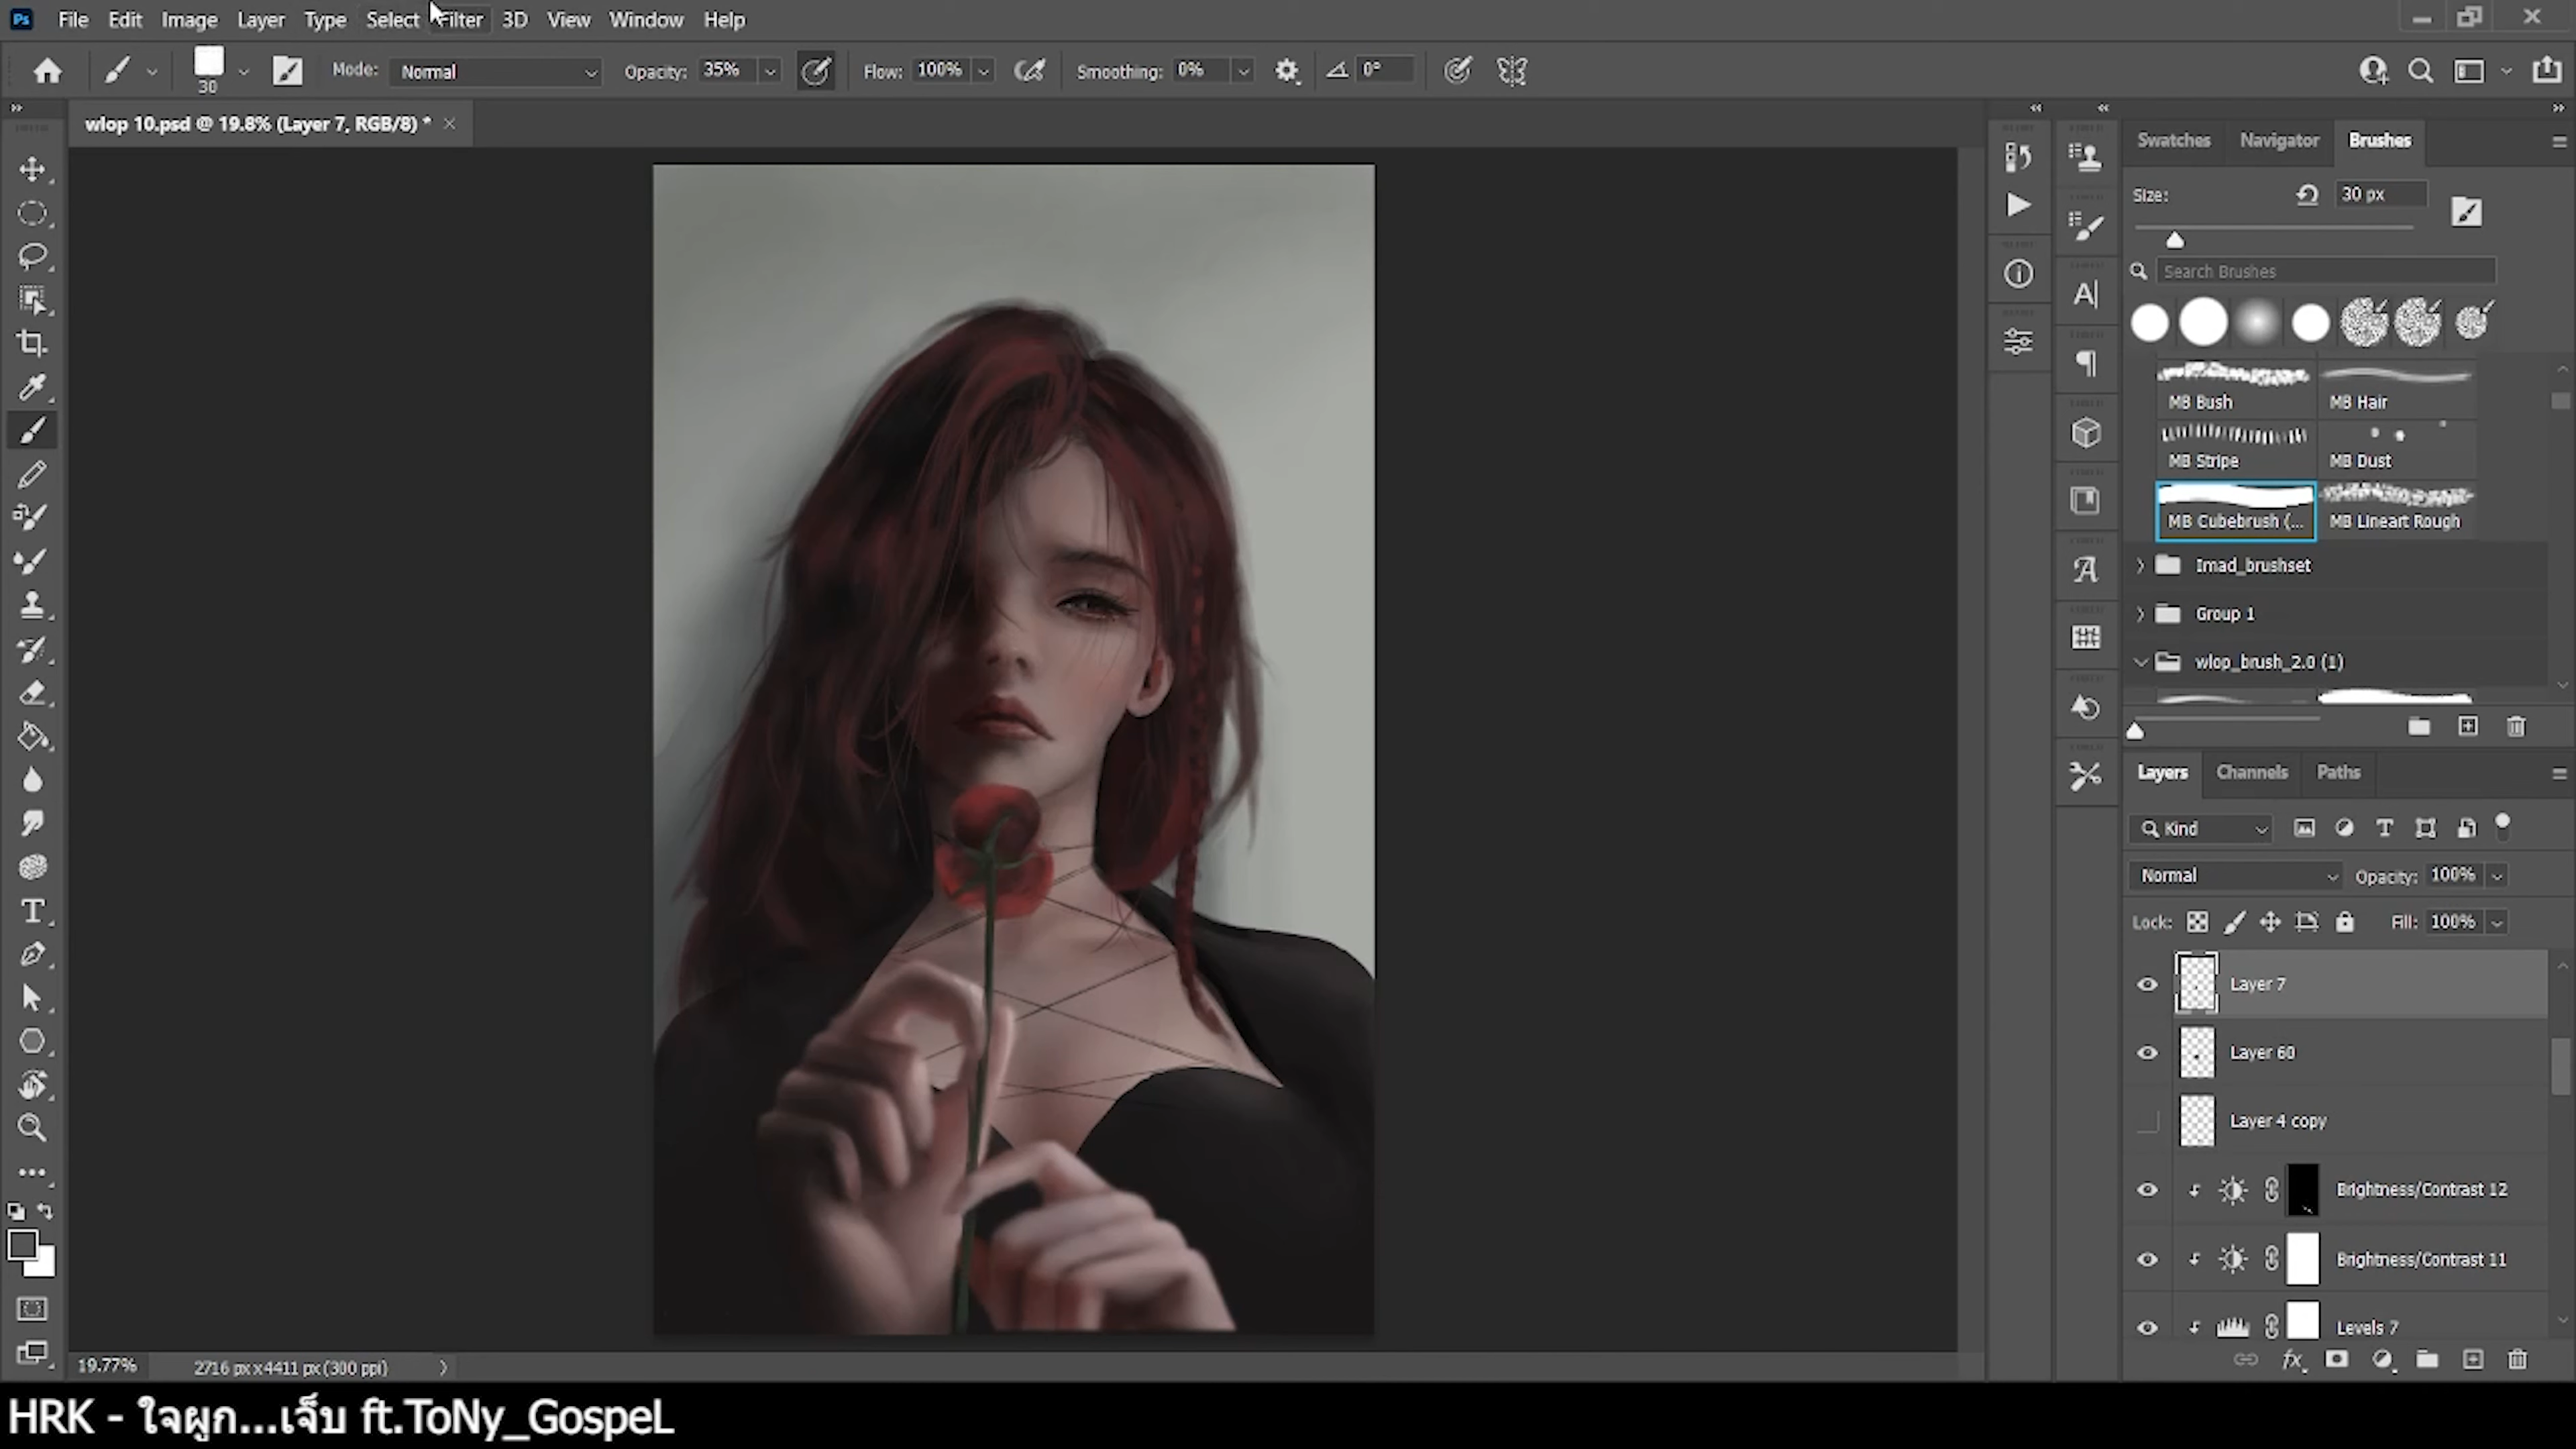 Ps File Edit Image Layer Type Select Filter 3D View Window Help
30 Mode: Normal Opacity: 35% Flow: 100% Smoothing: 0% 0°
wlop 10.psd @ 19.8% (Layer 7, RGB/8) *
Swatches Navigator Brushes
Size: 30 px
Search Brushes
MB Bush MB Hair
MB Stripe MB Dust
MB Cubebrush (... MB Lineart Rough
Imad_brushset
Group 1
wlop_brush_2.0 (1)
Layers Channels Paths
Kind
Normal Opacity: 100%
Lock: Fill: 100%
Layer 7
Layer 60
Layer 4 copy
Brightness/Contrast 12
Brightness/Contrast 11
Levels 7
19.77% 2716 px x 4411 px (300 ppi)
HRK - ใจผูก...เจ็บ ft.ToNy_GospeL